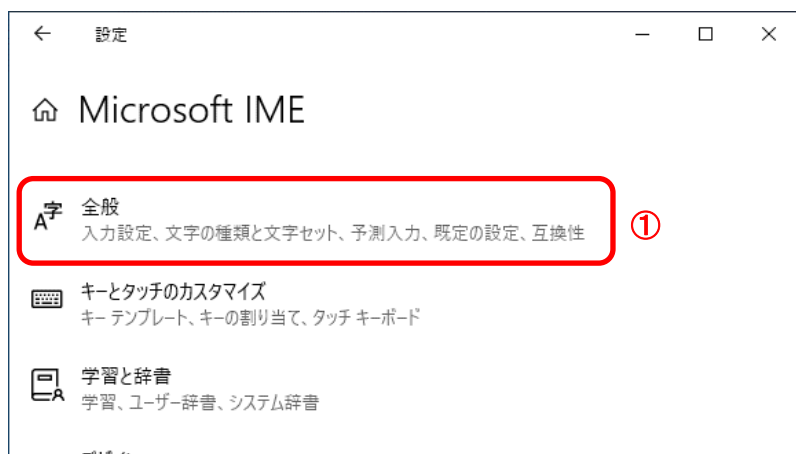 設定
Microsoft IME
全般
入力設定、文字の種類と文字セット、予測入力、既定の設定、互換性
①
キーとタッチのカスタマイズ
キー テンプレート、キーの割り当て、タッチ キーボード
学習と辞書
学習、ユーザー辞書、システム辞書